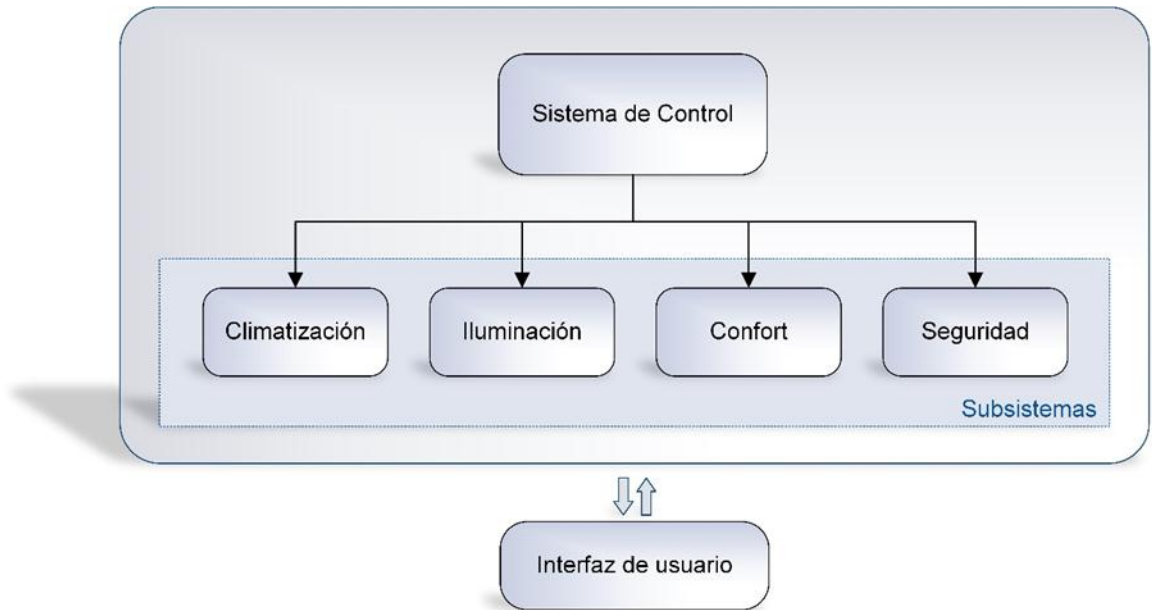 Sistema de Control
Climatización
Iluminación
Confort
Seguridad
Subsistemas
Interfaz de usuario